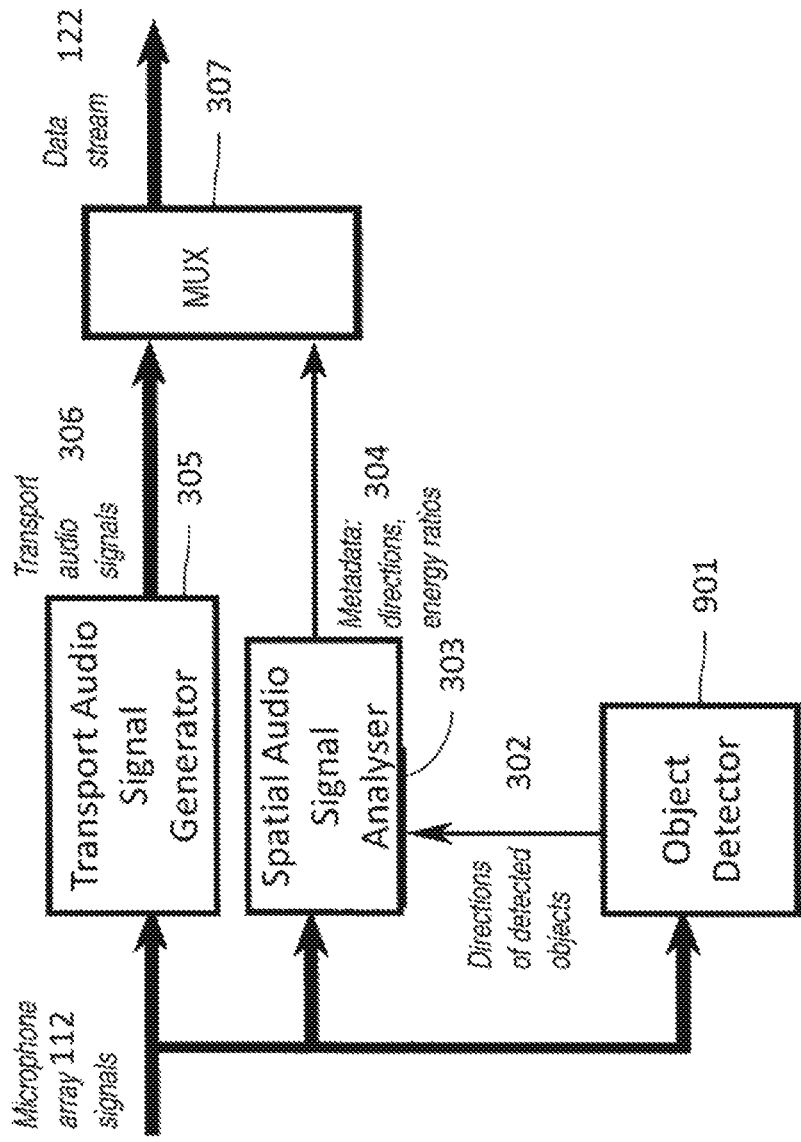 Microphone
array 112
signals
Transport Audio
Signal
Generator
305
Transport
audio 306
signals
MUX
307
Data 122
stream
Spatial Audio
Signal
Analyser
303
Metadata: 304
directions,
energy ratios
Directions 302
of detected
objects
Object
Detector
901